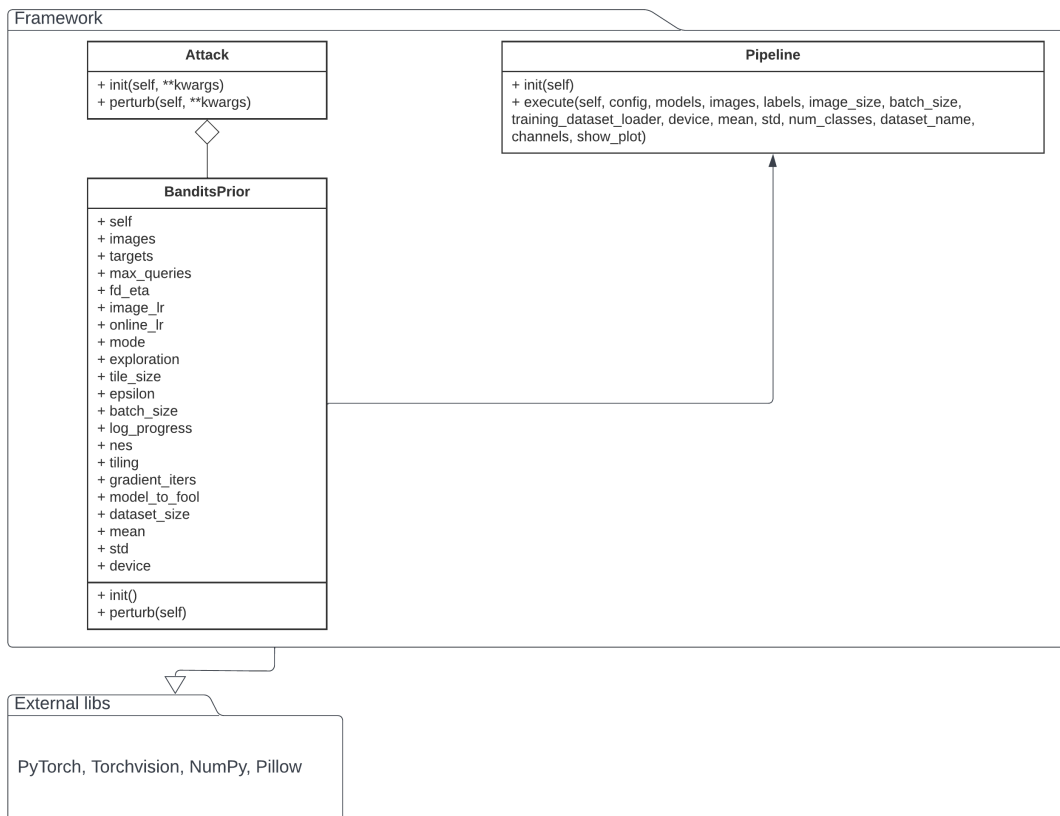 Framework
Attack
+ init(self, **kwargs)
+ perturb(self, **kwargs)
Pipeline
+ init(self)
+ execute(self, config, models, images, labels, image_size, batch_size,
training_dataset_loader, device, mean, std, num_classes, dataset_name,
channels, show_plot)
BanditsPrior
+ self
+ images
+ targets
+ max_queries
+ fd_eta
+ image_lr
+ online_lr
+ mode
+ exploration
+ tile_size
+ epsilon
+ batch_size
+ log_progress
+ nes
+ tiling
+ gradient_iters
+ model_to_fool
+ dataset_size
+ mean
+ std
+ device
+ init()
+ perturb(self)
External libs
PyTorch, Torchvision, NumPy, Pillow